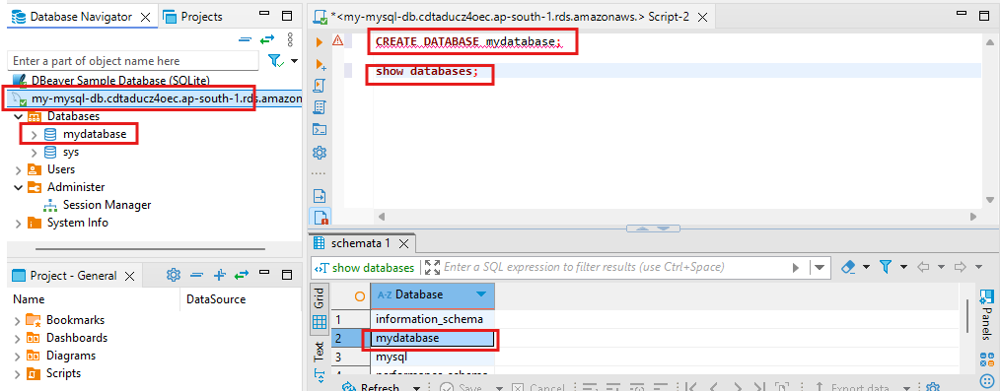 Database Navigator
Projects
Enter a part of object name here
DBeaver Sample Database (SQLite)
my-mysql-db.cdtaducz4oec.ap-south-1.rds.amazon
Databases
mydatabase
sys
Users
Administer
Session Manager
System Info
Project - General
Name DataSource
Bookmarks
Dashboards
Diagrams
Scripts
*<my-mysql-db.cdtaducz4oec.ap-south-1.rds.amazonaws.> Script-2
CREATE DATABASE mydatabase;
show databases;
schemata 1
show databases
Enter a SQL expression to filter results (use Ctrl+Space)
Grid
Text
A-Z Database
1 information_schema
2 mydatabase
3 mysql
4 performance_schema
Panels
Refresh Save Cancel Export data